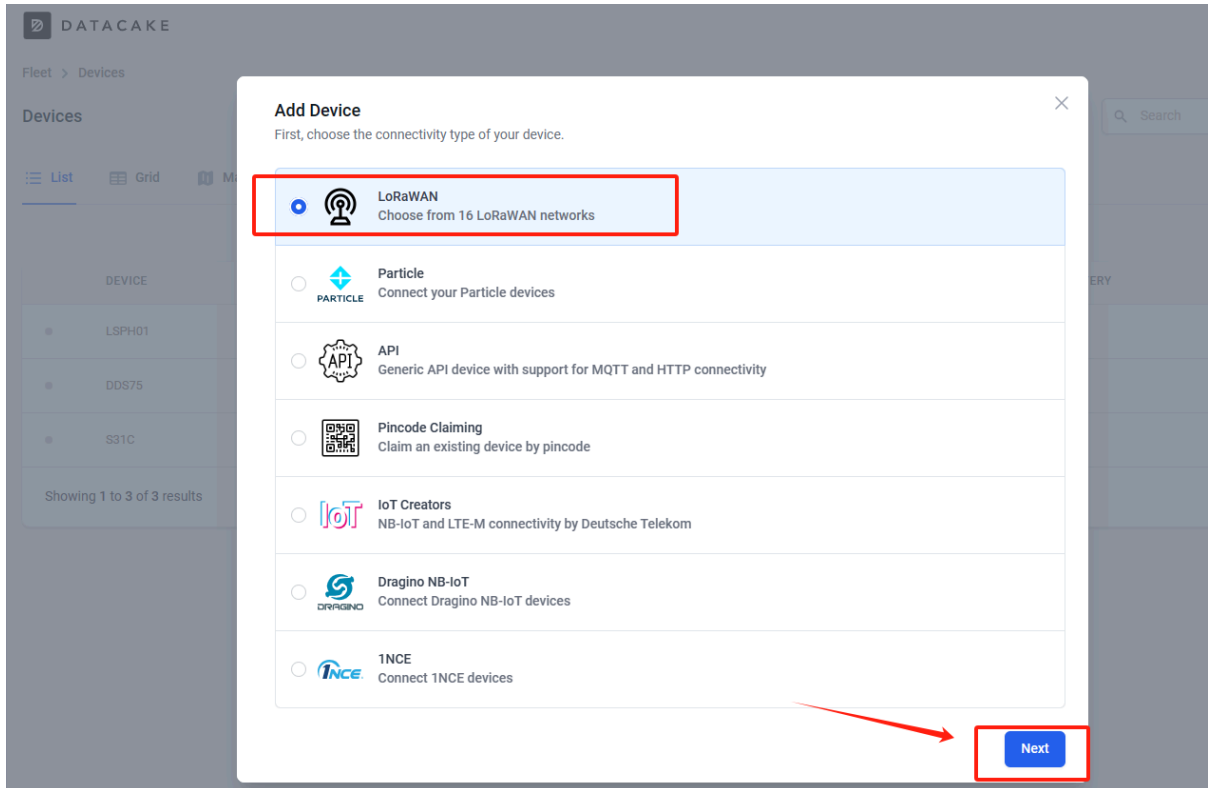 DATACAKE
Fleet > Devices
Devices
Search
List
Grid
Add Device
First, choose the connectivity type of your device.
LoRaWAN
Choose from 16 LoRaWAN networks
PARTICLE
Particle
Connect your Particle devices
API
API
Generic API device with support for MQTT and HTTP connectivity
Pincode Claiming
Claim an existing device by pincode
IoT
IoT Creators
NB-IoT and LTE-M connectivity by Deutsche Telekom
DRAGINO
Dragino NB-IoT
Connect Dragino NB-IoT devices
1NCE
1NCE
Connect 1NCE devices
Next
DEVICE
LSPH01
DDS75
S31C
Showing 1 to 3 of 3 results